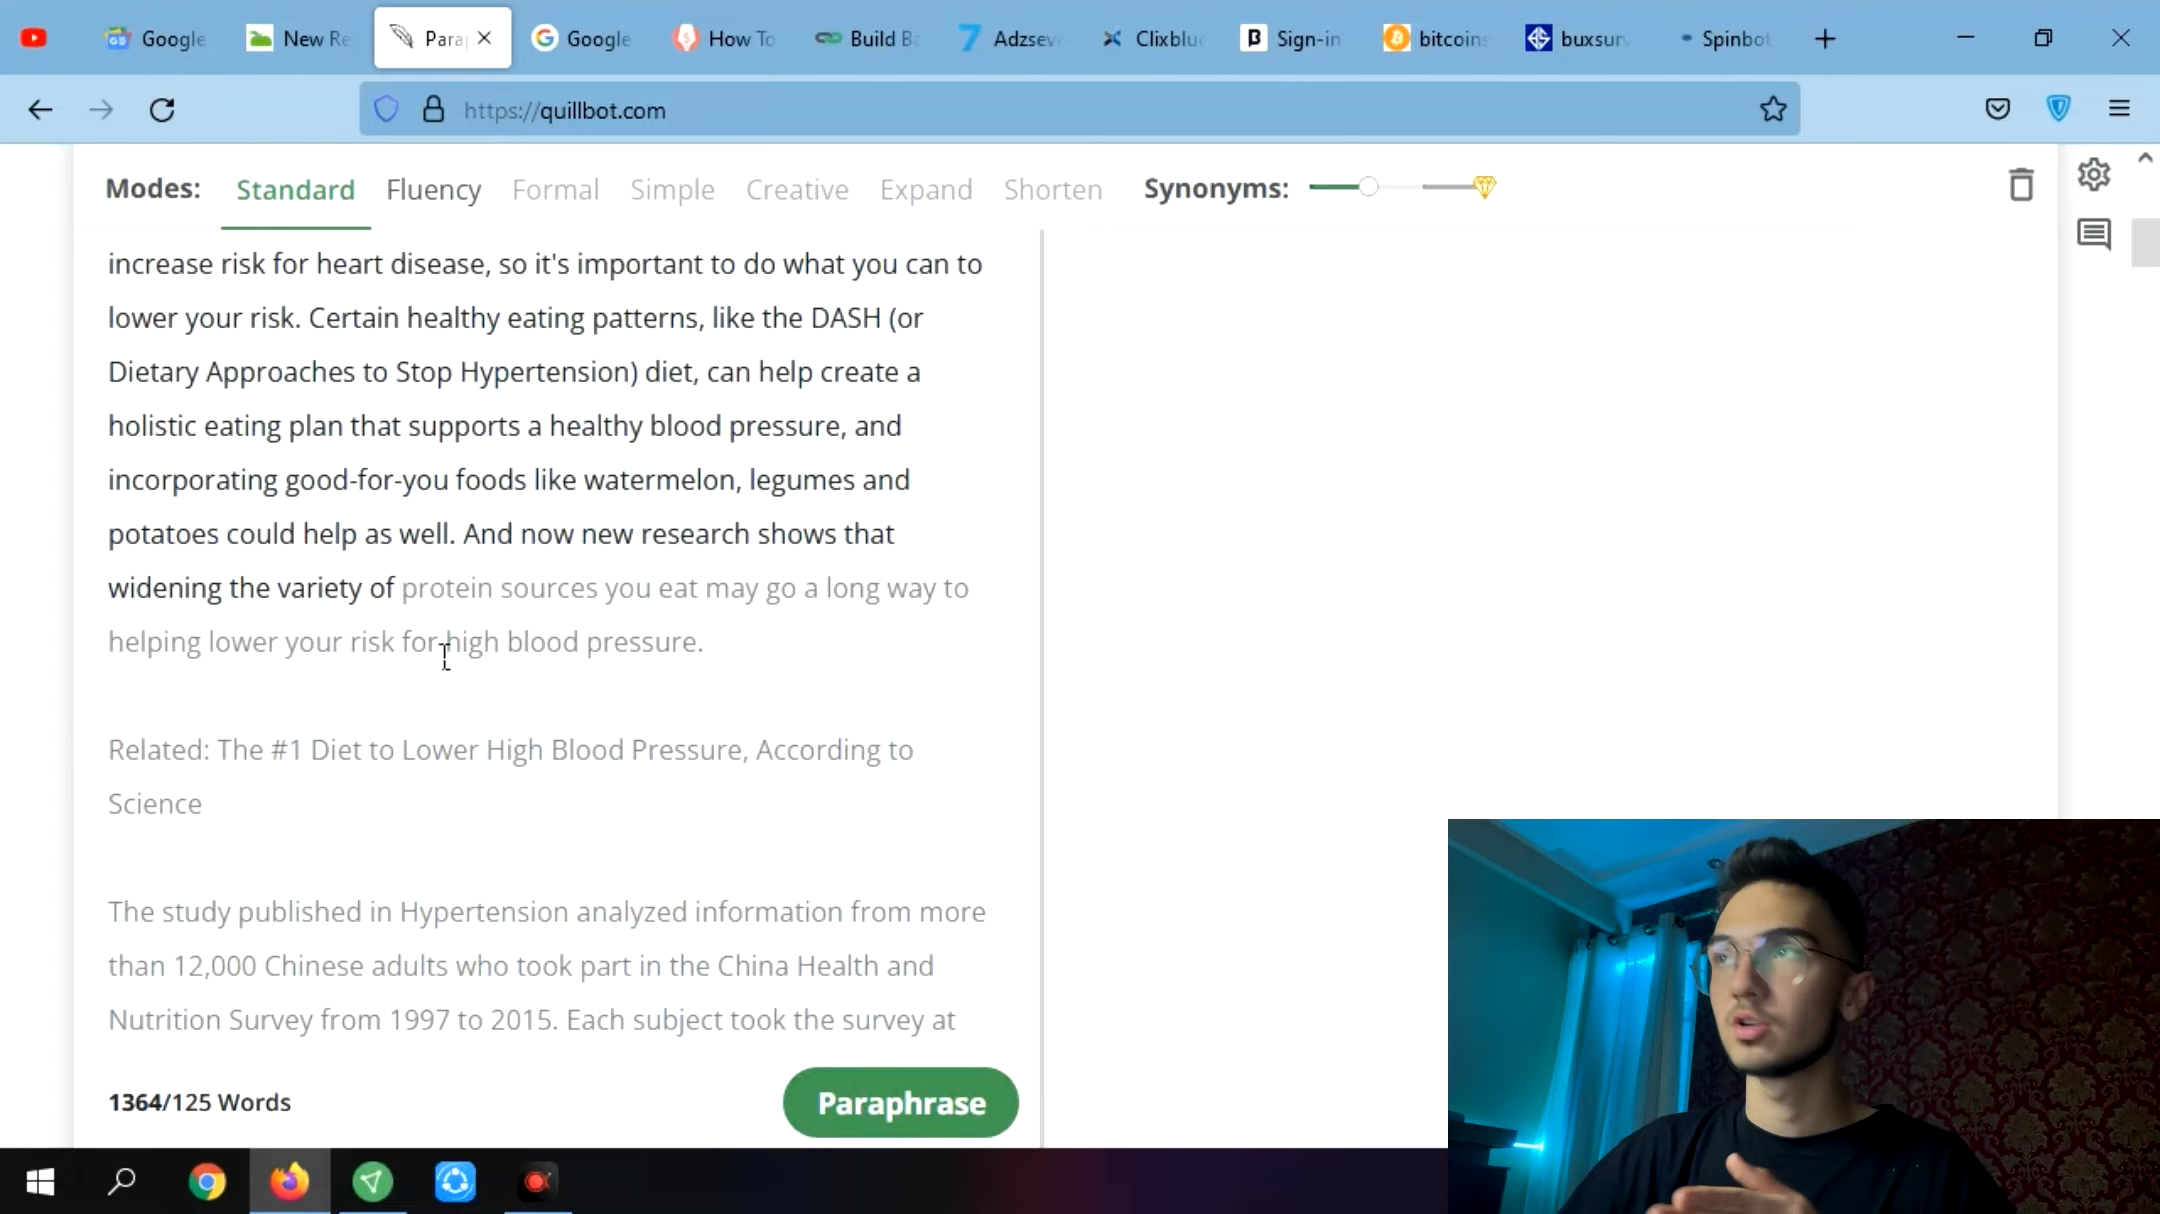 Google
New Re
Para
Google
How To
Build Ba
Adzseve
Clixblue
Sign-in
bitcoins
buxsurv
Spinbot
https://quillbot.com
Modes: Standard Fluency Formal Simple Creative Expand Shorten Synonyms:
increase risk for heart disease, so it's important to do what you can to
lower your risk. Certain healthy eating patterns, like the DASH (or
Dietary Approaches to Stop Hypertension) diet, can help create a
holistic eating plan that supports a healthy blood pressure, and
incorporating good-for-you foods like watermelon, legumes and
potatoes could help as well. And now new research shows that
widening the variety of protein sources you eat may go a long way to
helping lower your risk for high blood pressure.
Related: The #1 Diet to Lower High Blood Pressure, According to
Science
The study published in Hypertension analyzed information from more
than 12,000 Chinese adults who took part in the China Health and
Nutrition Survey from 1997 to 2015. Each subject took the survey at
1364/125 Words
Paraphrase